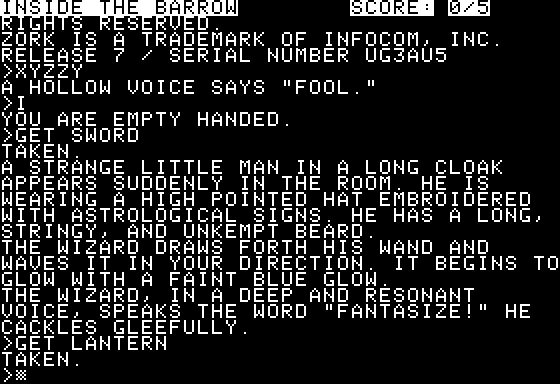 INSIDE THE BARROW SCORE: 0/5
RIGHTS RESERVED.
ZORK IS A TRADEMARK OF INFOCOM, INC.
RELEASE 7 / SERIAL NUMBER UG3AU5
>XYZZY
A HOLLOW VOICE SAYS "FOOL."
>I
YOU ARE EMPTY HANDED.
>GET SWORD
TAKEN.
A STRANGE LITTLE MAN IN A LONG CLOAK
APPEARS SUDDENLY IN THE ROOM. HE IS
WEARING A HIGH POINTED HAT EMBROIDERED
WITH ASTROLOGICAL SIGNS. HE HAS A LONG,
STRINGY, AND UNKEMPT BEARD.
THE WIZARD DRAWS FORTH HIS WAND AND
WAVES IT IN YOUR DIRECTION. IT BEGINS TO
GLOW WITH A FAINT BLUE GLOW.
THE WIZARD, IN A DEEP AND RESONANT
VOICE, SPEAKS THE WORD "FANTASIZE!" HE
CACKLES GLEEFULLY.
>GET LANTERN
TAKEN.
>